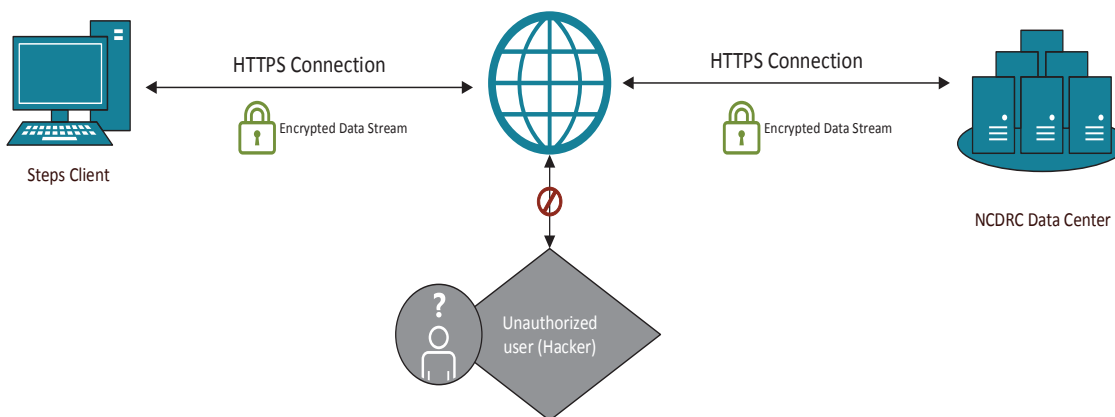 HTTPS Connection
Encrypted Data Stream
Steps Client
HTTPS Connection
Encrypted Data Stream
NCDRC Data Center
?
Unauthorized
user (Hacker)